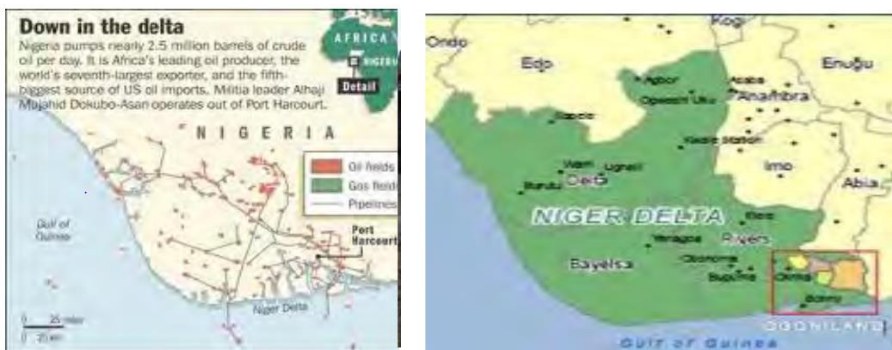 Down in the delta
Nigeria pumps nearly 2.5 million barrels of crude
oil per day. It is Africa's leading oil producer, the
world's seventh-largest exporter, and the fifth-
biggest source of US oil imports. Militia leader Alhaji
Mujahid Dokubo-Asari operates out of Port Harcourt.
AFRICA
NIGERIA
Detail
NIGERIA
Oil fields
Gas fields
Pipelines
Gulf of
Guinea
Port
Harcourt
Niger Delta
0 25 miles
0 25 km
Kogi
Ondo
Edo
Enugu
Agbor
Asaba
Anambra
Sapele
Kwale Station
Imo
Warri
Ughelli
Abia
Burutu
Delta
NIGER DELTA
Yenagoa
Rivers
Bayelsa
Buguma
Okrika
Bonny
OGONILAND
Gulf of Guinea